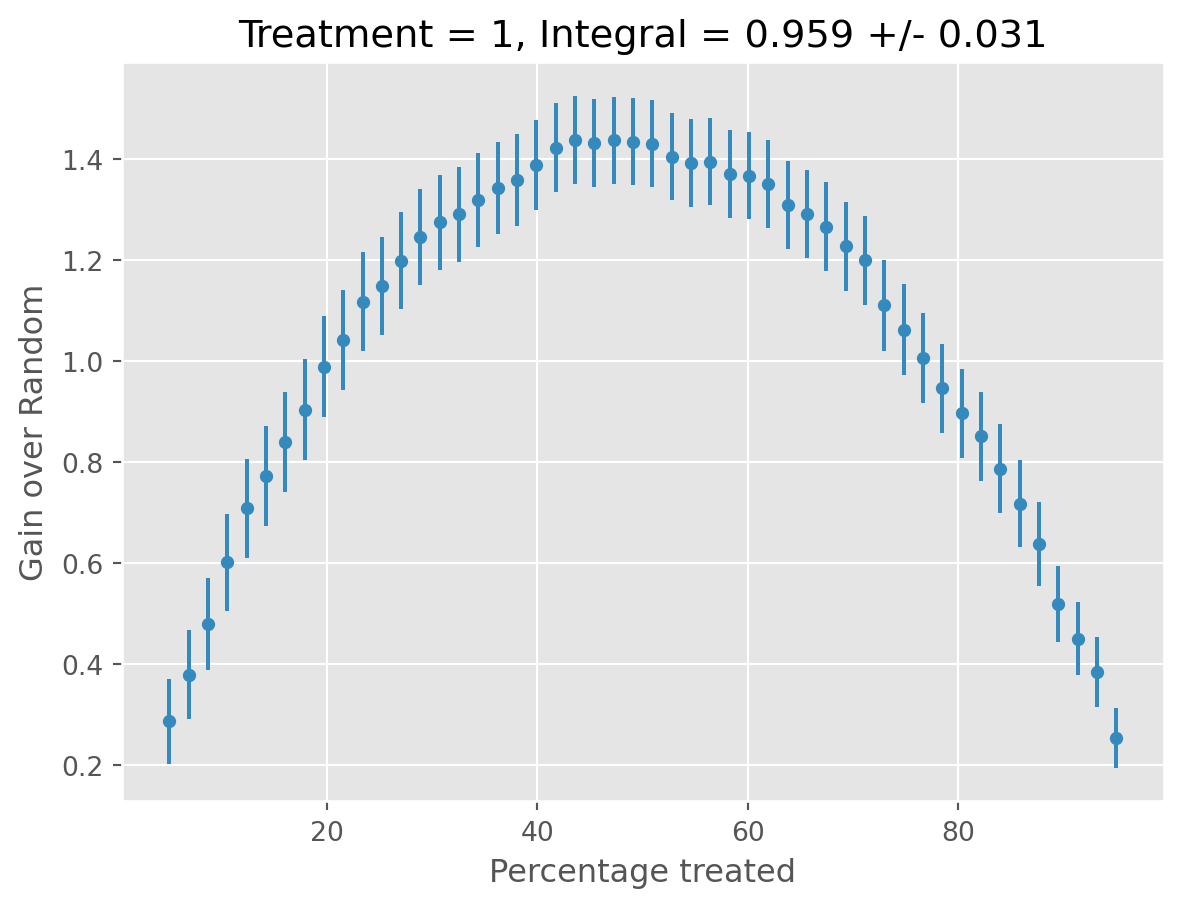 Treatment = 1, Integral = 0.959 +/- 0.031
Gain over Random
1.4
1.2
1.0
0.8
0.6
0.4
0.2
20 40 60 80
Percentage treated